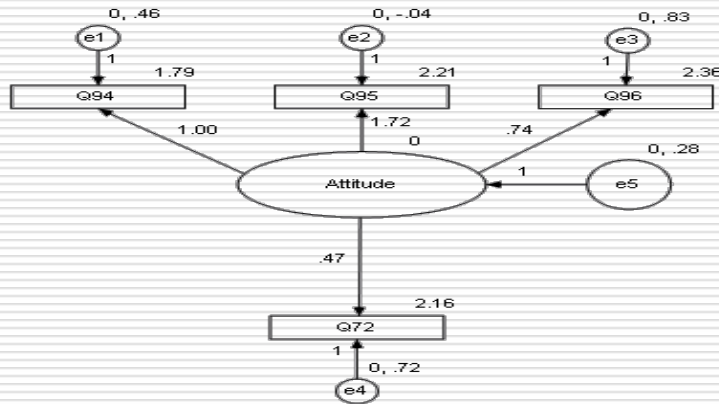 0, .46
0, -.04
0, .83
e1
e2
e3
1
1
1
1.79
2.21
2.36
Q94
Q95
Q96
1.00
1.72
.74
0
0, .28
Attitude
1
e5
.47
2.16
Q72
1
0, .72
e4